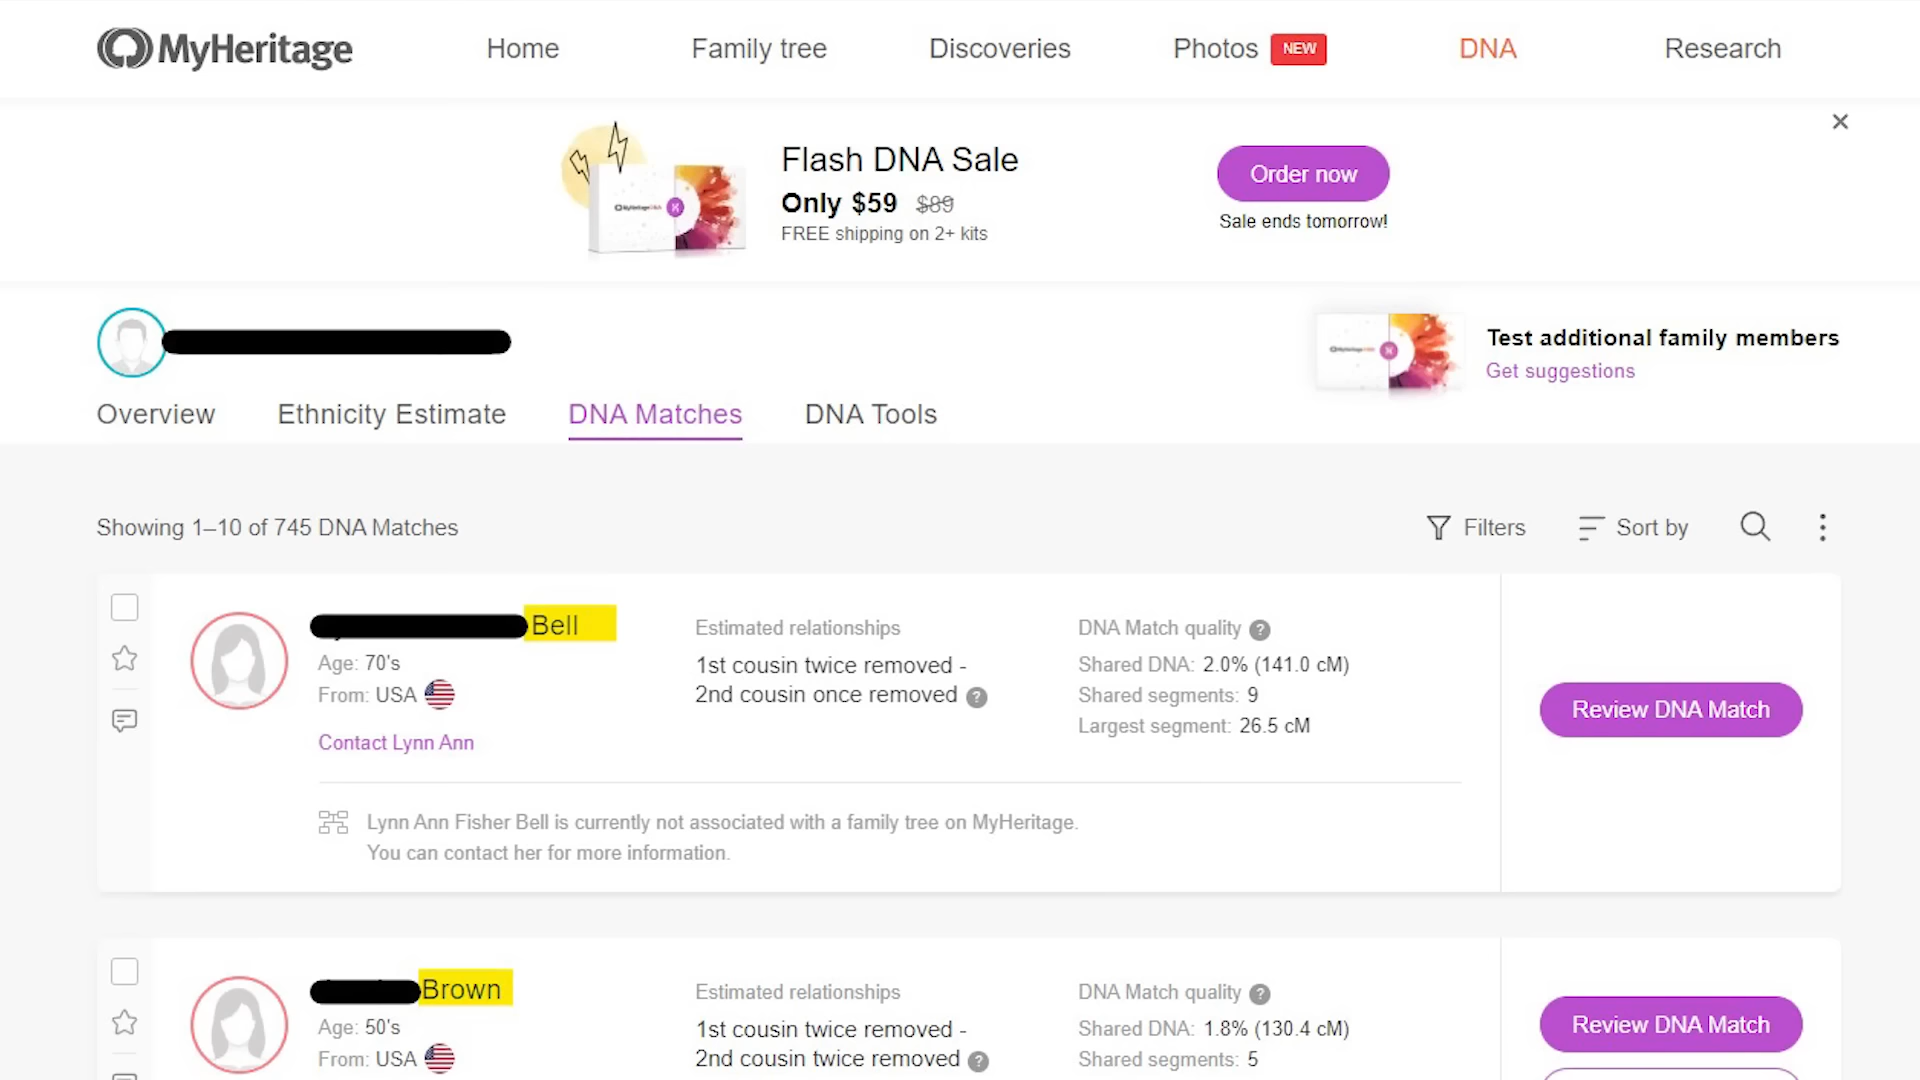 MyHeritage
Home
Family tree
Discoveries
Photos NEW
DNA
Research
Flash DNA Sale
Only $59 $89
FREE shipping on 2+ kits
Order now
Sale ends tomorrow!
Test additional family members
Get suggestions
Overview
Ethnicity Estimate
DNA Matches
DNA Tools
Showing 1–10 of 745 DNA Matches
Filters
Sort by
Bell
Age: 70's
From: USA
Contact Lynn Ann
Estimated relationships
1st cousin twice removed -
2nd cousin once removed ?
DNA Match quality ?
Shared DNA: 2.0% (141.0 cM)
Shared segments: 9
Largest segment: 26.5 cM
Review DNA Match
Lynn Ann Fisher Bell is currently not associated with a family tree on MyHeritage.
You can contact her for more information.
Brown
Age: 50's
From: USA
Estimated relationships
1st cousin twice removed -
2nd cousin twice removed ?
DNA Match quality ?
Shared DNA: 1.8% (130.4 cM)
Shared segments: 5
Review DNA Match